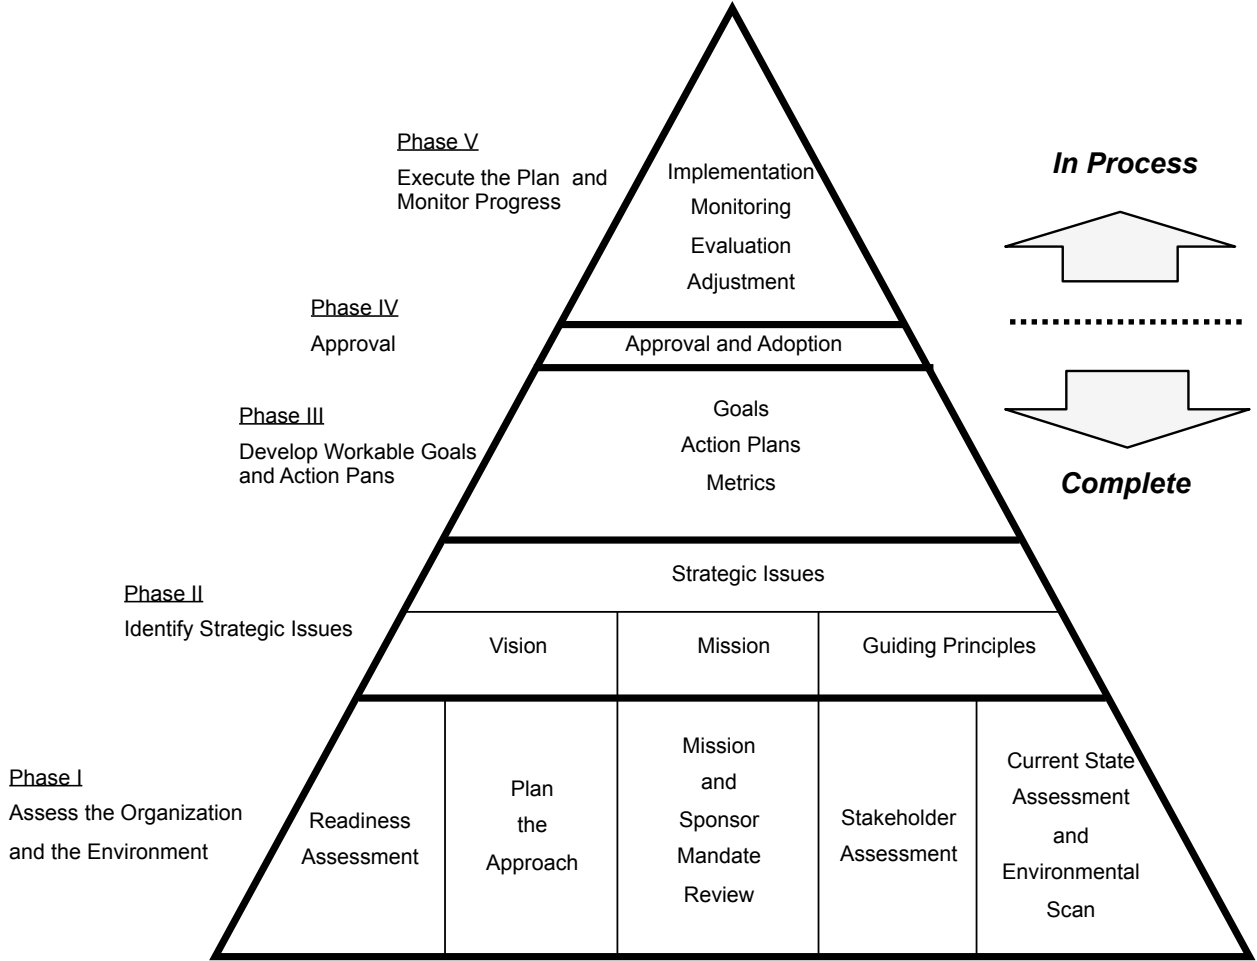 Phase V
Execute the Plan and
Monitor Progress
Implementation
Monitoring
Evaluation
Adjustment
In Process
Phase IV
Approval
Approval and Adoption
Phase III
Develop Workable Goals
and Action Pans
Goals
Action Plans
Metrics
Complete
Phase II
Identify Strategic Issues
Strategic Issues
Vision
Mission
Guiding Principles
Phase I
Assess the Organization
and the Environment
Readiness
Assessment
Plan
the
Approach
Mission
and
Sponsor
Mandate
Review
Stakeholder
Assessment
Current State
Assessment
and
Environmental
Scan